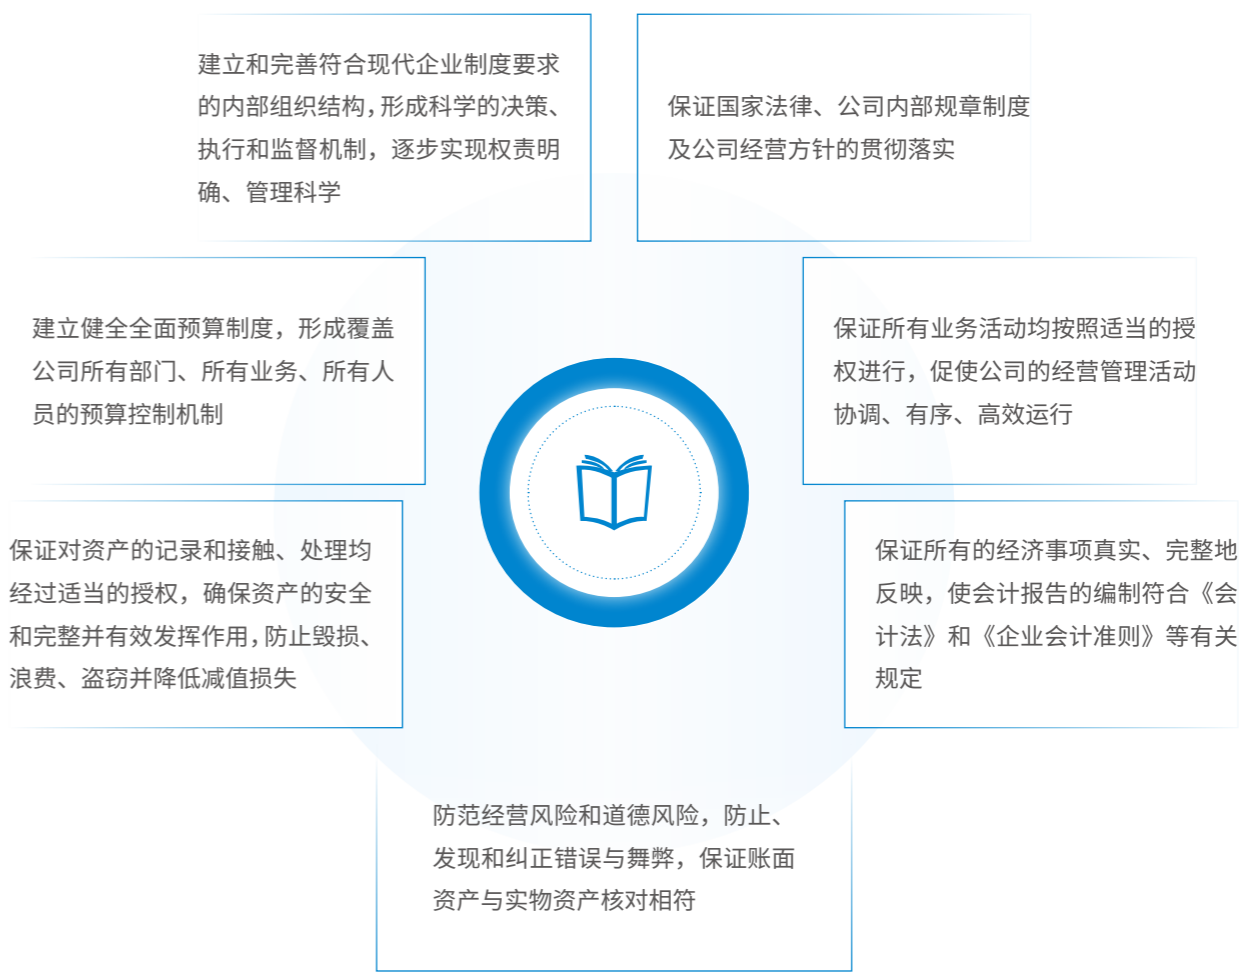 建立和完善符合现代企业制度要求
的内部组织结构，形成科学的决策、
执行和监督机制，逐步实现权责明
确、管理科学
保证国家法律、公司内部规章制度
及公司经营方针的贯彻落实
建立健全全面预算制度，形成覆盖
公司所有部门、所有业务、所有人
员的预算控制机制
保证所有业务活动均按照适当的授
权进行，促使公司的经营管理活动
协调、有序、高效运行
保证对资产的记录和接触、处理均
经过适当的授权，确保资产的安全
和完整并有效发挥作用，防止毁损、
浪费、盗窃并降低减值损失
保证所有的经济事项真实、完整地
反映，使会计报告的编制符合《会
计法》和《企业会计准则》等有关
规定
防范经营风险和道德风险，防止、
发现和纠正错误与舞弊，保证账面
资产与实物资产核对相符